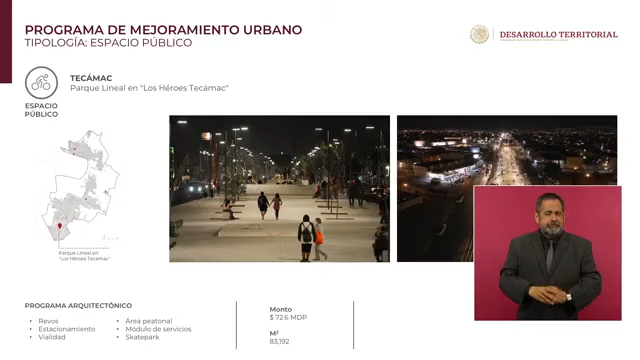 PROGRAMA DE MEJORAMIENTO URBANO
TIPOLOGÍA: ESPACIO PÚBLICO
DESARROLLO TERRITORIAL
TECÁMAC
Parque Lineal en "Los Héroes Tecámac"
ESPACIO
PÚBLICO
Parque Lineal en
"Los Héroes Tecámac"
PROGRAMA ARQUITECTÓNICO
• Revos
• Estacionamiento
• Vialidad
• Área peatonal
• Módulo de servicios
• Skatepark
Monto
$ 72.6 MDP
M²
83,192